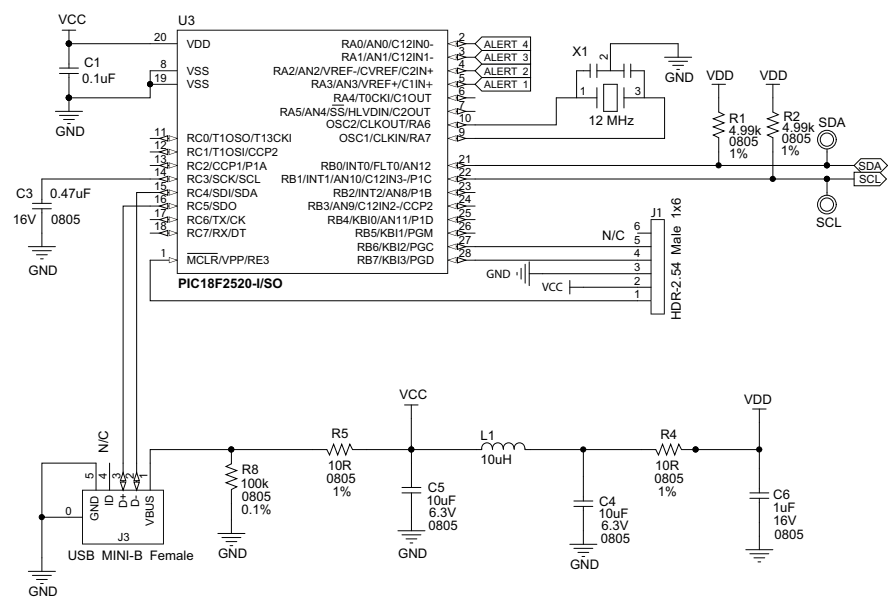 U3
VCC
20 VDD
C1
0.1uF
GND
8 VSS
19 VSS
11 RC0/T1OSO/T13CKI
12 RC1/T1OSI/CCP2
13 RC2/CCP1/P1A
14 RC3/SCK/SCL
15 RC4/SDI/SDA
16 RC5/SDO
17 RC6/TX/CK
18 RC7/RX/DT
1 MCLR/VPP/RE3
C3
0.47uF
16V
0805
GND
RA0/AN0/C12IN0- 2 ALERT 4
RA1/AN1/C12IN1- 3 ALERT 3
RA2/AN2/VREF-/CVREF/C2IN+ 4 ALERT 2
RA3/AN3/VREF+/C1IN+ 5 ALERT 1
RA4/T0CKI/C1OUT 6
RA5/AN4/SS/HLVDIN/C2OUT 7
OSC2/CLKOUT/RA6 10
OSC1/CLKIN/RA7 9
RB0/INT0/FLT0/AN12 21
RB1/INT1/AN10/C12IN3-/P1C 22
RB2/INT2/AN8/P1B 23
RB3/AN9/C12IN2-/CCP2 24
RB4/KBI0/AN11/P1D 25
RB5/KBI1/PGM 26
RB6/KBI2/PGC 27
RB7/KBI3/PGD 28
PIC18F2520-I/SO
X1
2
1
3
12 MHz
GND
VDD
R1
4.99k
0805
1%
VDD
R2
4.99k
0805
1%
SDA
SDA
SCL
SCL
J1
N/C
6
5
4
GND
3
VCC
2
1
HDR-2.54 Male 1x6
N/C
5
4
3
2
1
GND
ID
D+
D-
VBUS
0
J3
USB MINI-B Female
GND
R8
100k
0805
0.1%
GND
R5
10R
0805
1%
VCC
C5
10uF
6.3V
0805
GND
L1
10uH
C4
10uF
6.3V
0805
GND
R4
10R
0805
1%
VDD
C6
1uF
16V
0805
GND